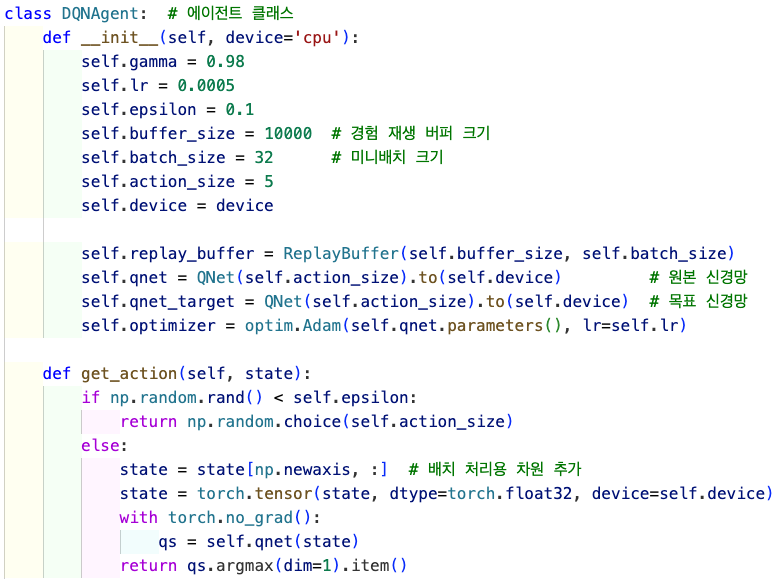 class DQNAgent:  # 에이전트 클래스
    def __init__(self, device='cpu'):
        self.gamma = 0.98
        self.lr = 0.0005
        self.epsilon = 0.1
        self.buffer_size = 10000  # 경험 재생 버퍼 크기
        self.batch_size = 32      # 미니배치 크기
        self.action_size = 5
        self.device = device

        self.replay_buffer = ReplayBuffer(self.buffer_size, self.batch_size)
        self.qnet = QNet(self.action_size).to(self.device)         # 원본 신경망
        self.qnet_target = QNet(self.action_size).to(self.device)  # 목표 신경망
        self.optimizer = optim.Adam(self.qnet.parameters(), lr=self.lr)

    def get_action(self, state):
        if np.random.rand() < self.epsilon:
            return np.random.choice(self.action_size)
        else:
            state = state[np.newaxis, :]  # 배치 처리용 차원 추가
            state = torch.tensor(state, dtype=torch.float32, device=self.device)
            with torch.no_grad():
                qs = self.qnet(state)
            return qs.argmax(dim=1).item()